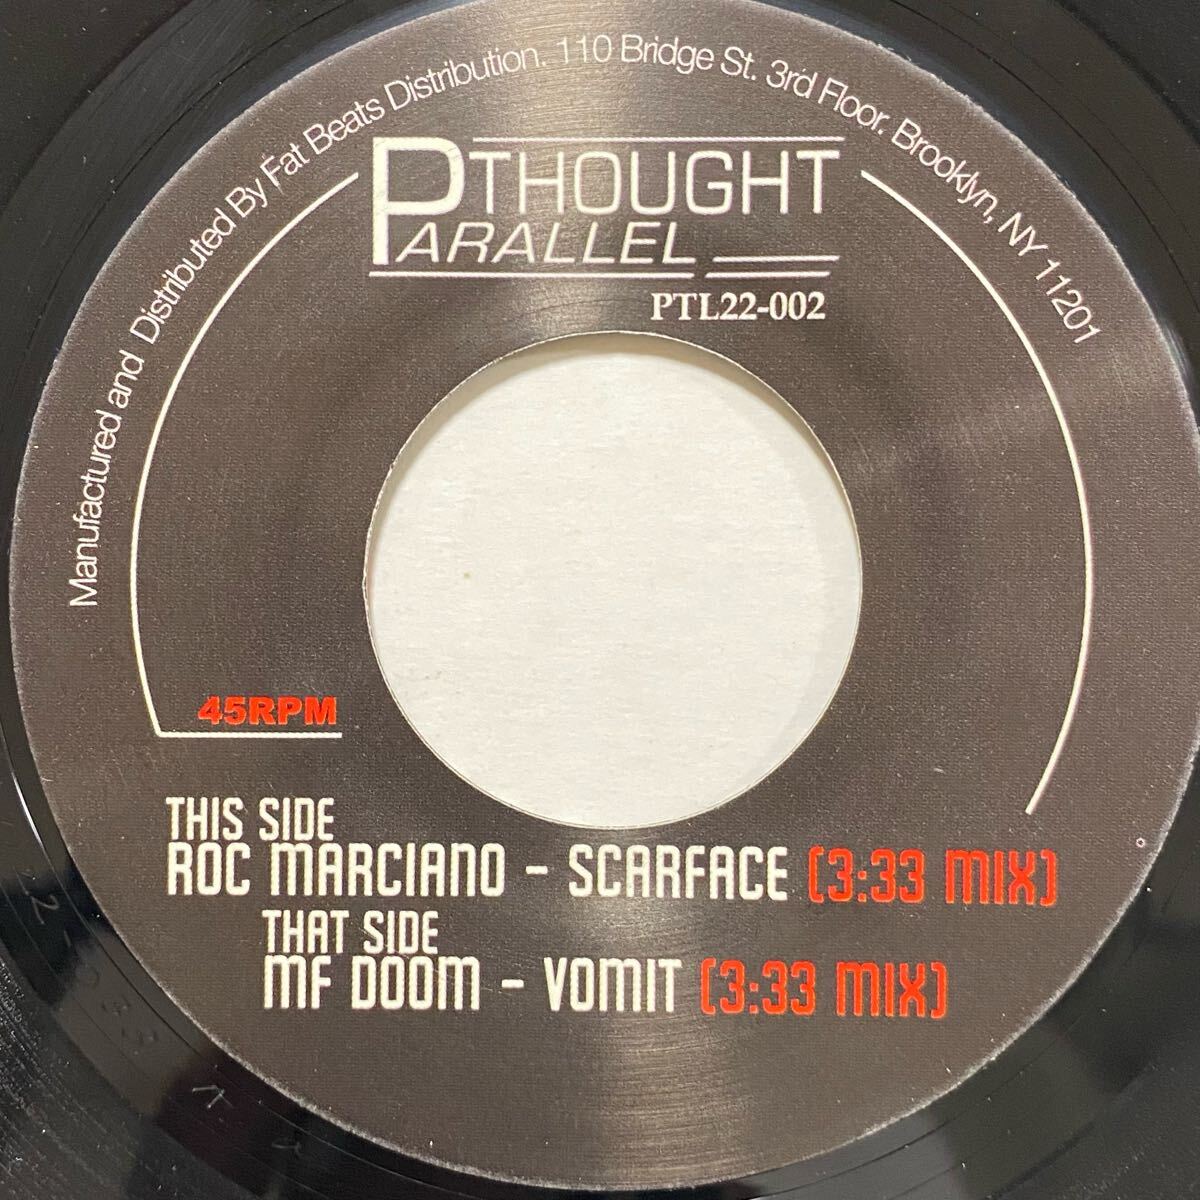 Manufactured and Distributed By Fat Beats Distribution. 110 Bridge St. 3rd Floor. Brooklyn, NY 11201
PTHOUGHT
ARALLEL
PTL22-002
45RPM
THIS SIDE
ROC MARCIANO - SCARFACE (3:33 MIX)
THAT SIDE
MF DOOM - VOMIT (3:33 MIX)